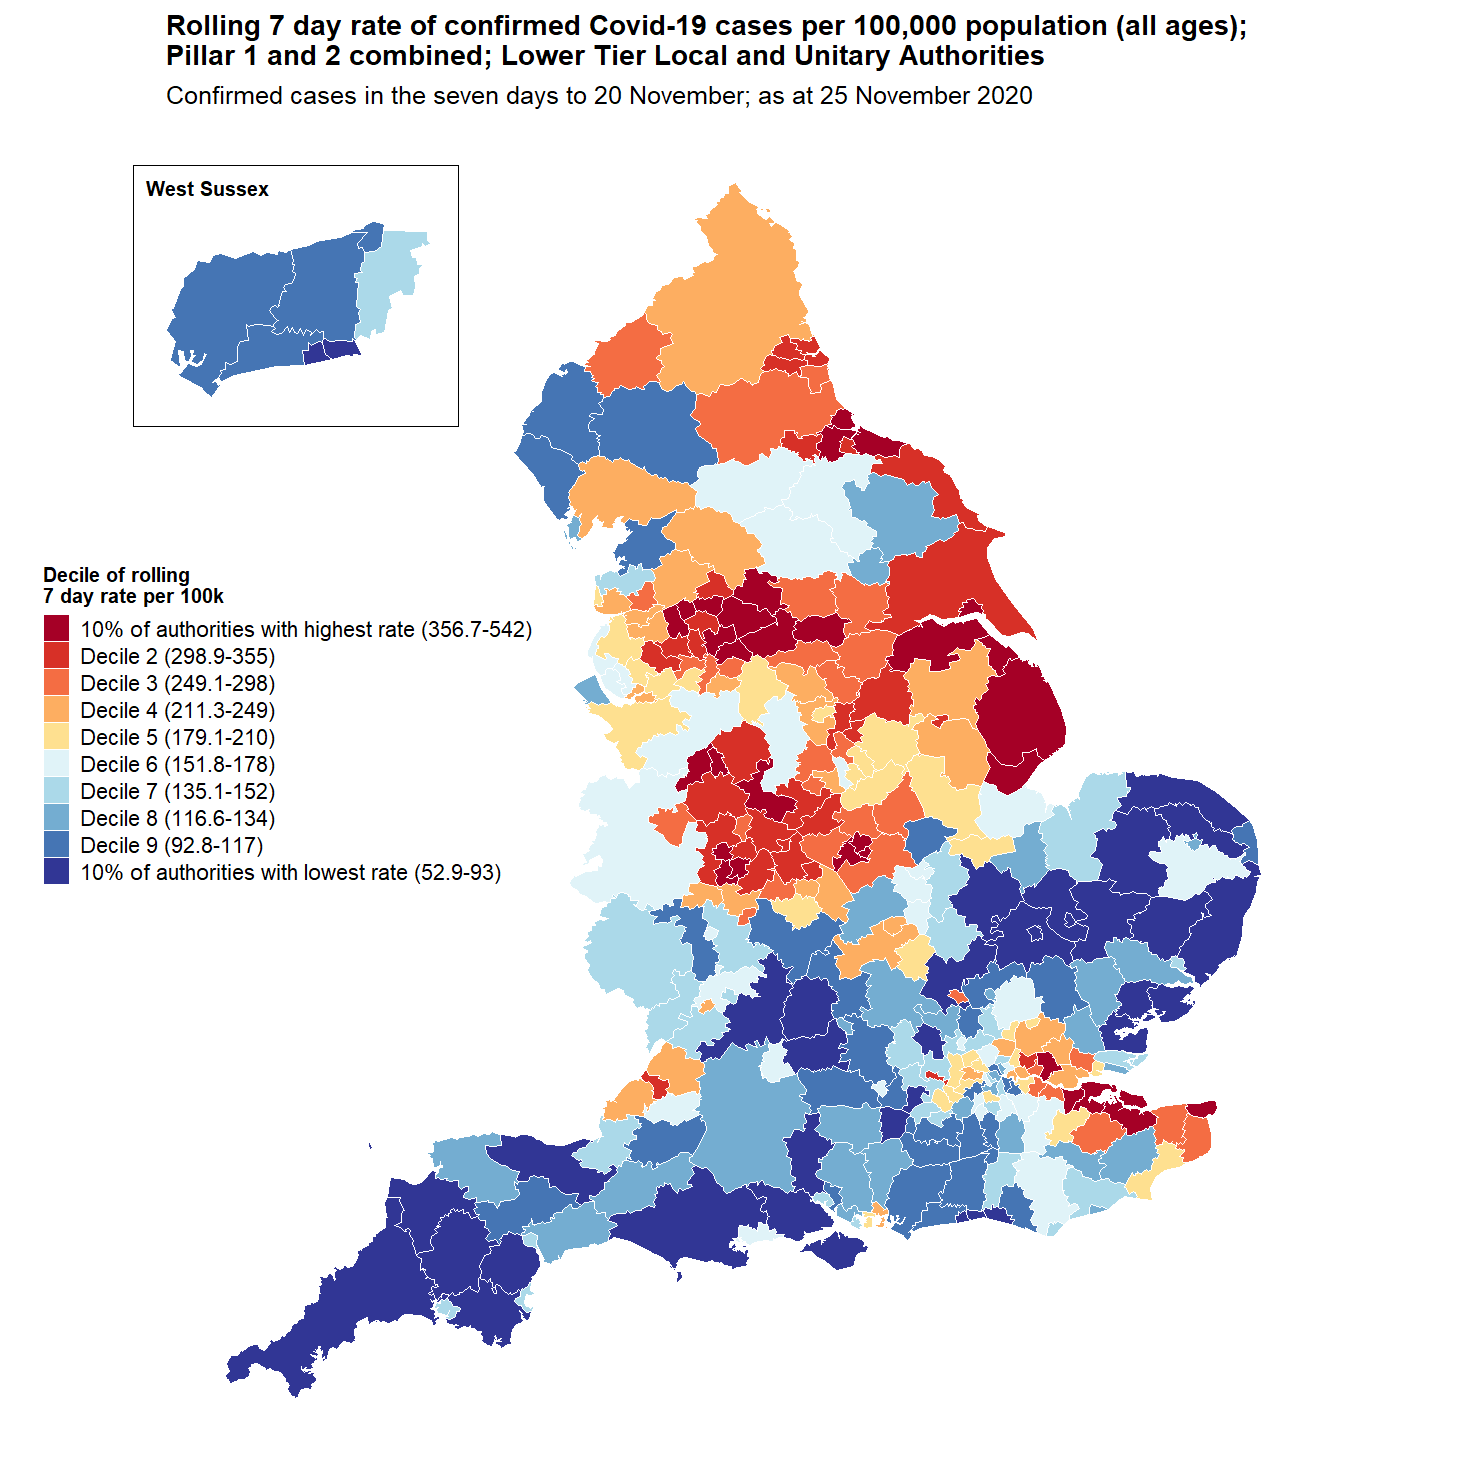 Rolling 7 day rate of confirmed Covid-19 cases per 100,000 population (all ages);
Pillar 1 and 2 combined; Lower Tier Local and Unitary Authorities
Confirmed cases in the seven days to 20 November; as at 25 November 2020
West Sussex
Decile of rolling
7 day rate per 100k
10% of authorities with highest rate (356.7-542)
Decile 2 (298.9-355)
Decile 3 (249.1-298)
Decile 4 (211.3-249)
Decile 5 (179.1-210)
Decile 6 (151.8-178)
Decile 7 (135.1-152)
Decile 8 (116.6-134)
Decile 9 (92.8-117)
10% of authorities with lowest rate (52.9-93)